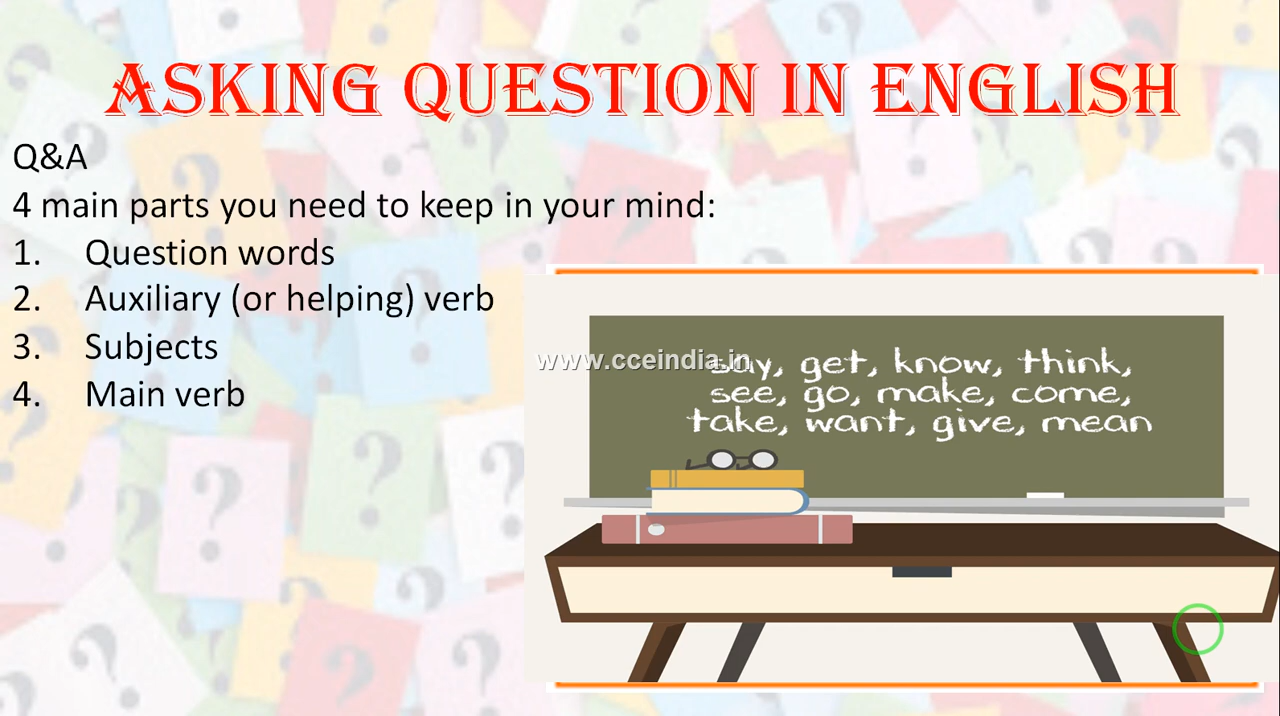 ASKING QUESTION IN ENGLISH
Q&A
4 main parts you need to keep in your mind:
1. Question words
2. Auxiliary (or helping) verb
3. Subjects
4. Main verb
www.cceindia.in
say, get, know, think,
see, go, make, come,
take, want, give, mean